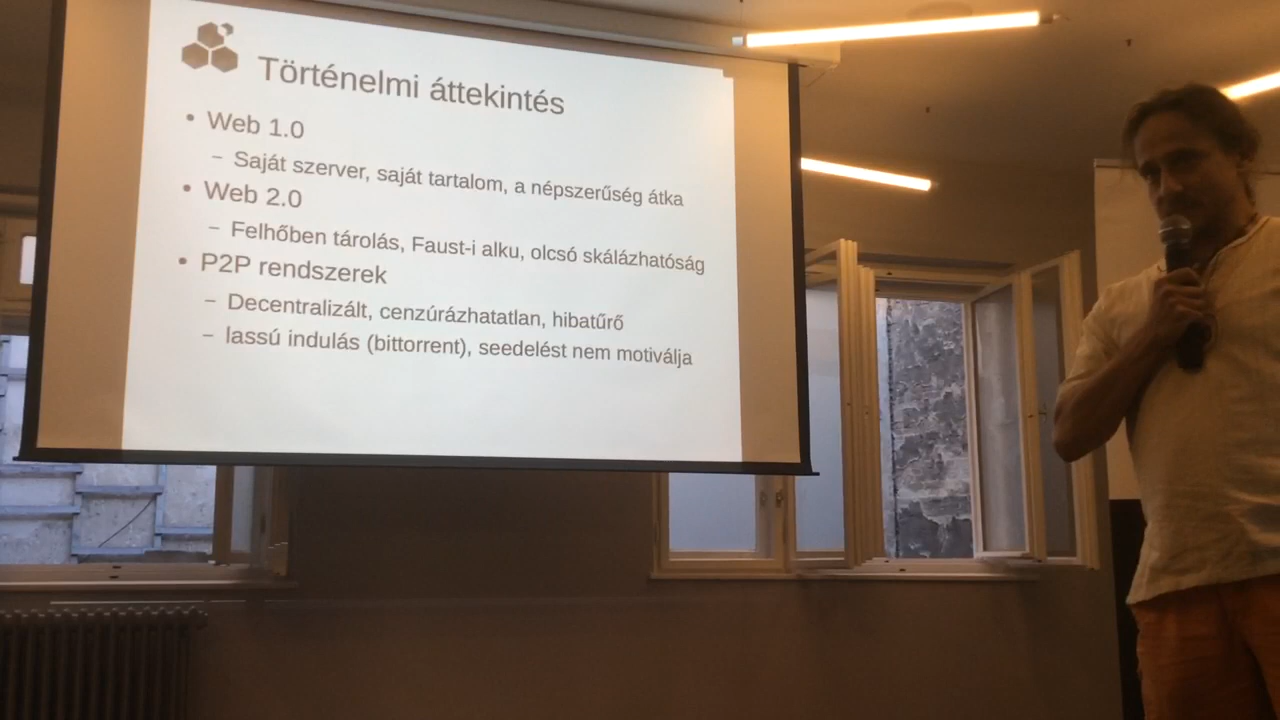 Történelmi áttekintés
• Web 1.0
– Saját szerver, saját tartalom, a népszerűség átka
• Web 2.0
– Felhőben tárolás, Faust-i alku, olcsó skálázhatóság
• P2P rendszerek
– Decentralizált, cenzúrázhatatlan, hibatűrő
– lassú indulás (bittorrent), seedelést nem motiválja